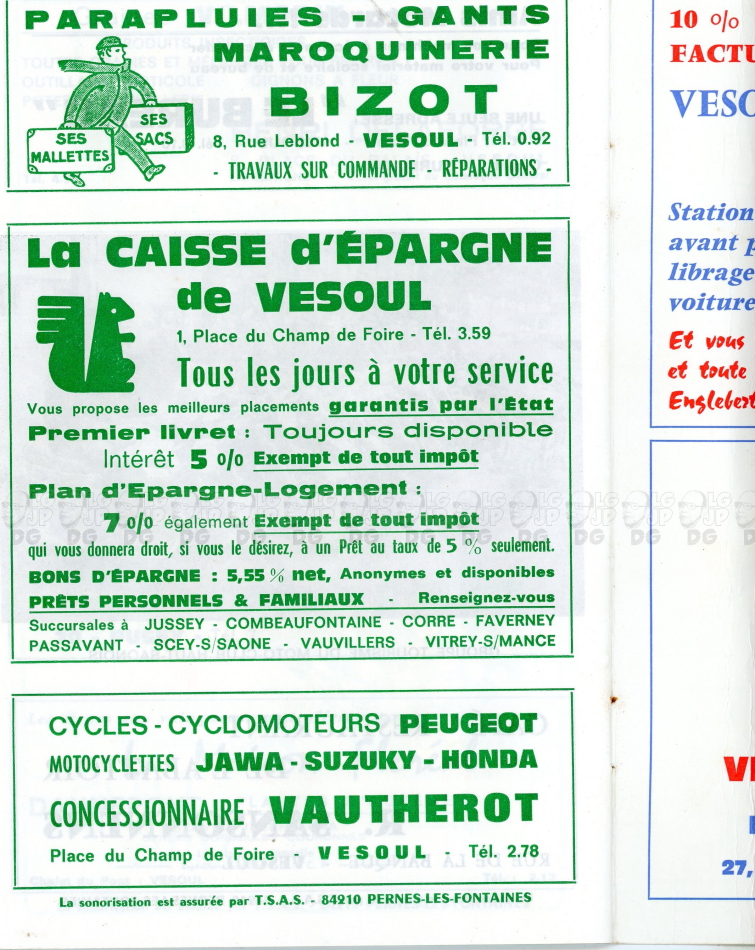 PARAPLUIES - GANTS
MAROQUINERIE
BIZOT
SES MALLETTES
SES SACS
8, Rue Leblond - VESOUL - Tél. 0.92
- TRAVAUX SUR COMMANDE - RÉPARATIONS -
La CAISSE d'ÉPARGNE
de VESOUL
1, Place du Champ de Foire - Tél. 3.59
Tous les jours à votre service
Vous propose les meilleurs placements garantis par l'État
Premier livret : Toujours disponible
Intérêt 5 o/o Exempt de tout impôt
Plan d'Epargne-Logement :
7 o/o également Exempt de tout impôt
qui vous donnera droit, si vous le désirez, à un Prêt au taux de 5 % seulement.
BONS D'ÉPARGNE : 5,55 % net, Anonymes et disponibles
PRÊTS PERSONNELS & FAMILIAUX - Renseignez-vous
Succursales à JUSSEY - COMBEAUFONTAINE - CORRE - FAVERNEY
PASSAVANT - SCEY-S/SAONE - VAUVILLERS - VITREY-S/MANCE
CYCLES - CYCLOMOTEURS PEUGEOT
MOTOCYCLETTES JAWA - SUZUKY - HONDA
CONCESSIONNAIRE VAUTHEROT
Place du Champ de Foire - VESOUL - Tél. 2.78
La sonorisation est assurée par T.S.A.S. - 84210 PERNES-LES-FONTAINES
10 o/o
FACTU
VESO
Station
avant p
librage
voiture
Et vous
et toute
Englebert
27,